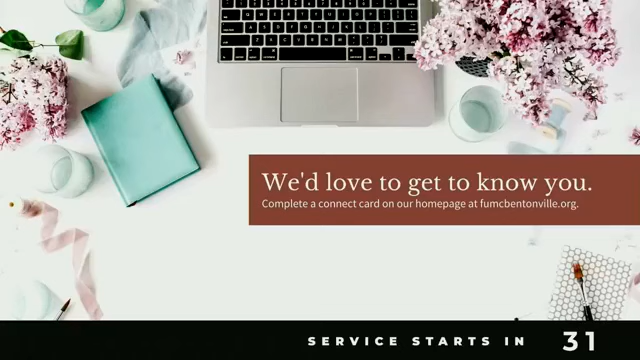 We'd love to get to know you.
Complete a connect card on our homepage at fumcbentonville.org.
SERVICE STARTS IN 31